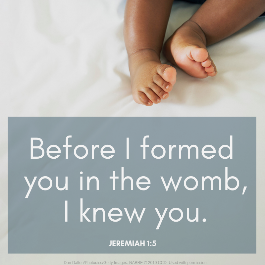 Before I formed
you in the womb,
I knew you.
JEREMIAH 1:5